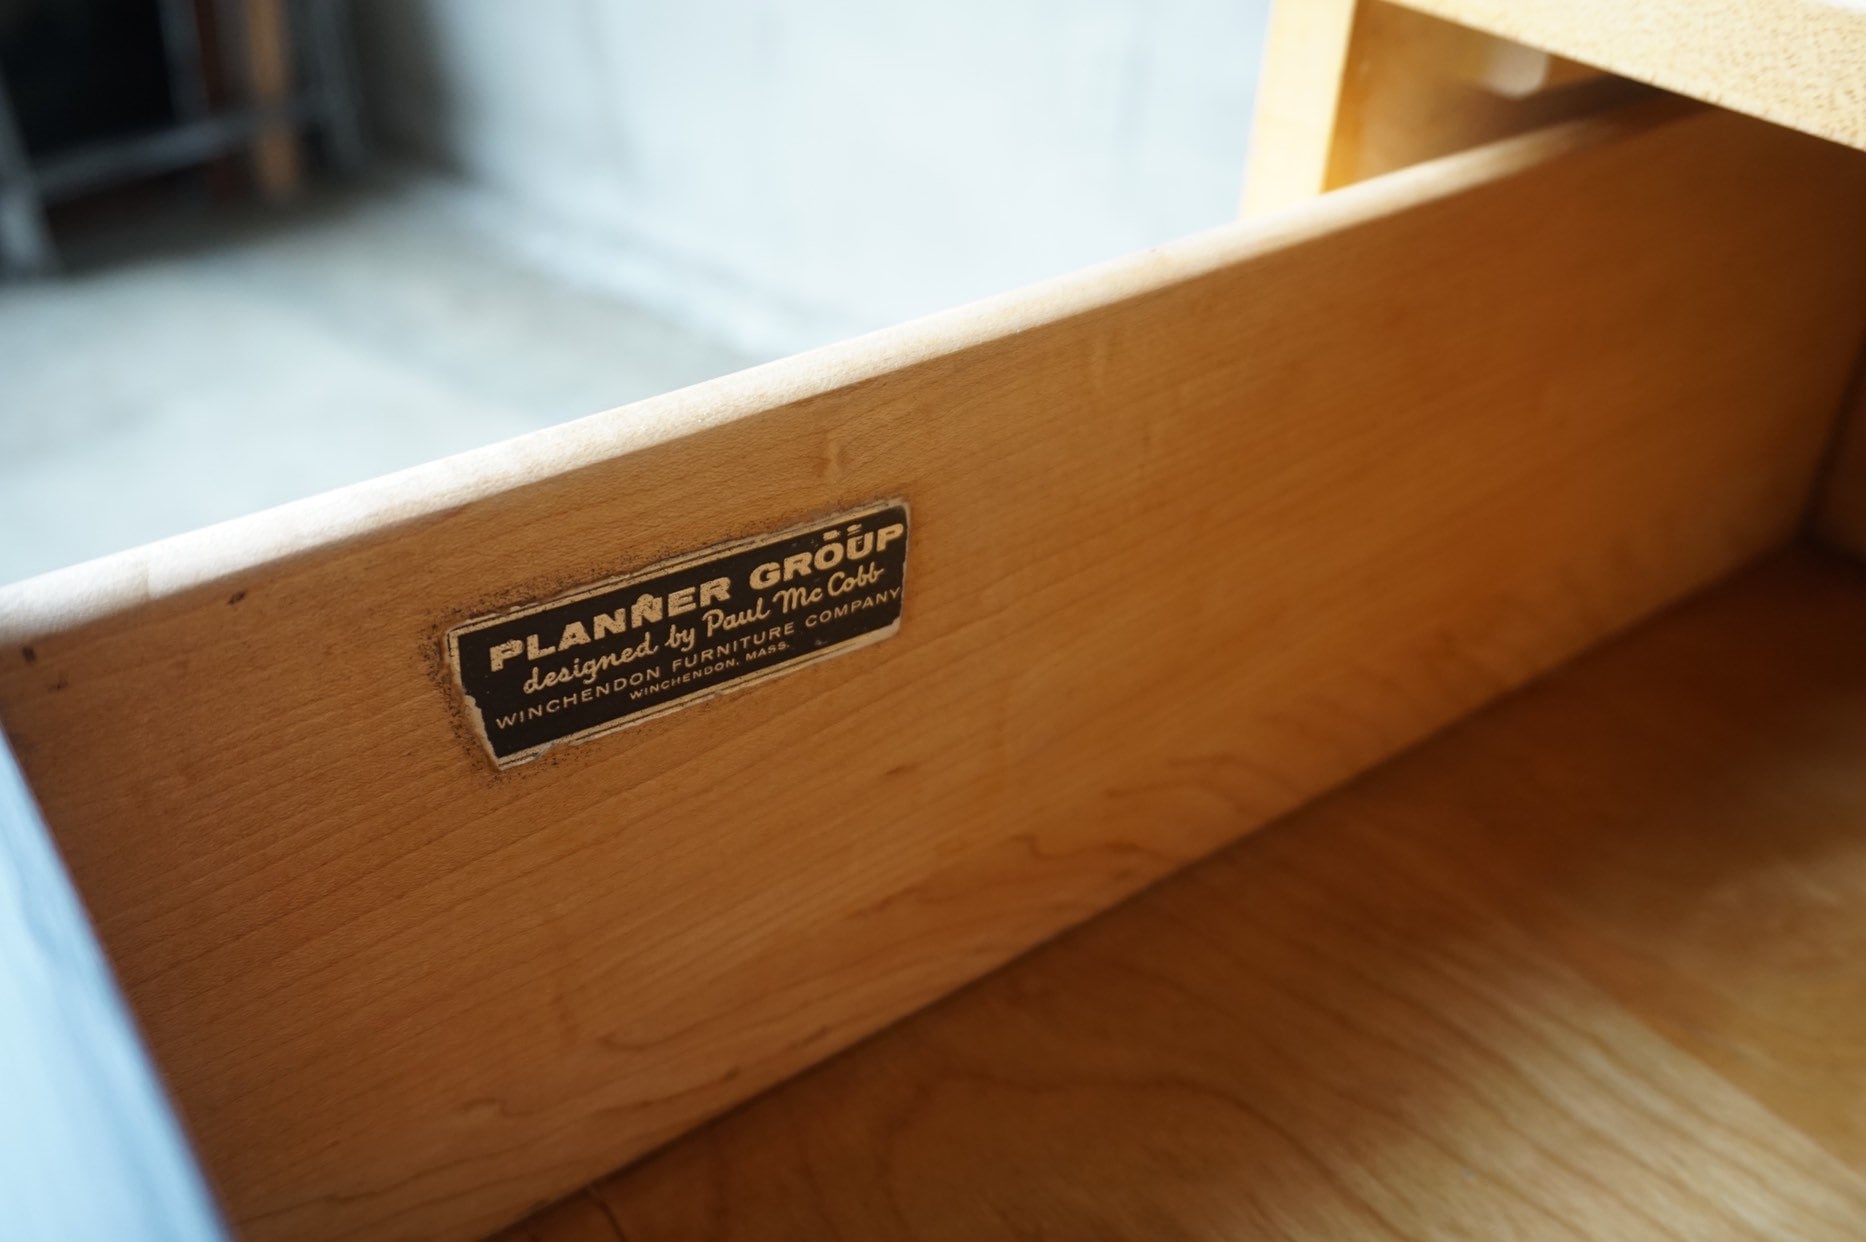 PLANNER GROUP
designed by Paul McCobb
WINCHENDON FURNITURE COMPANY
WINCHENDON, MASS.